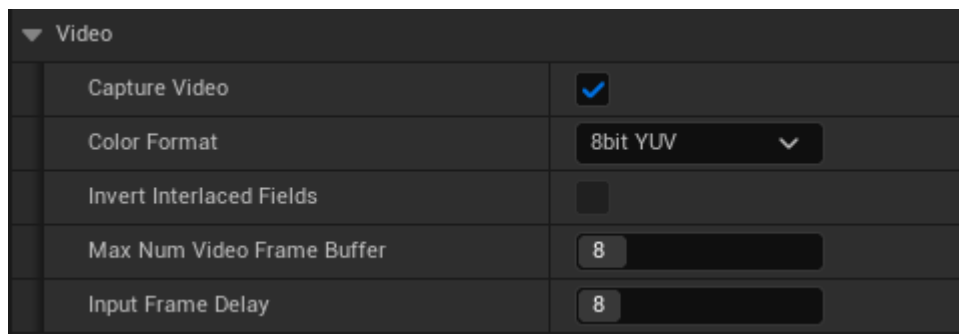 Video
Capture Video
Color Format 8bit YUV
Invert Interlaced Fields
Max Num Video Frame Buffer 8
Input Frame Delay 8